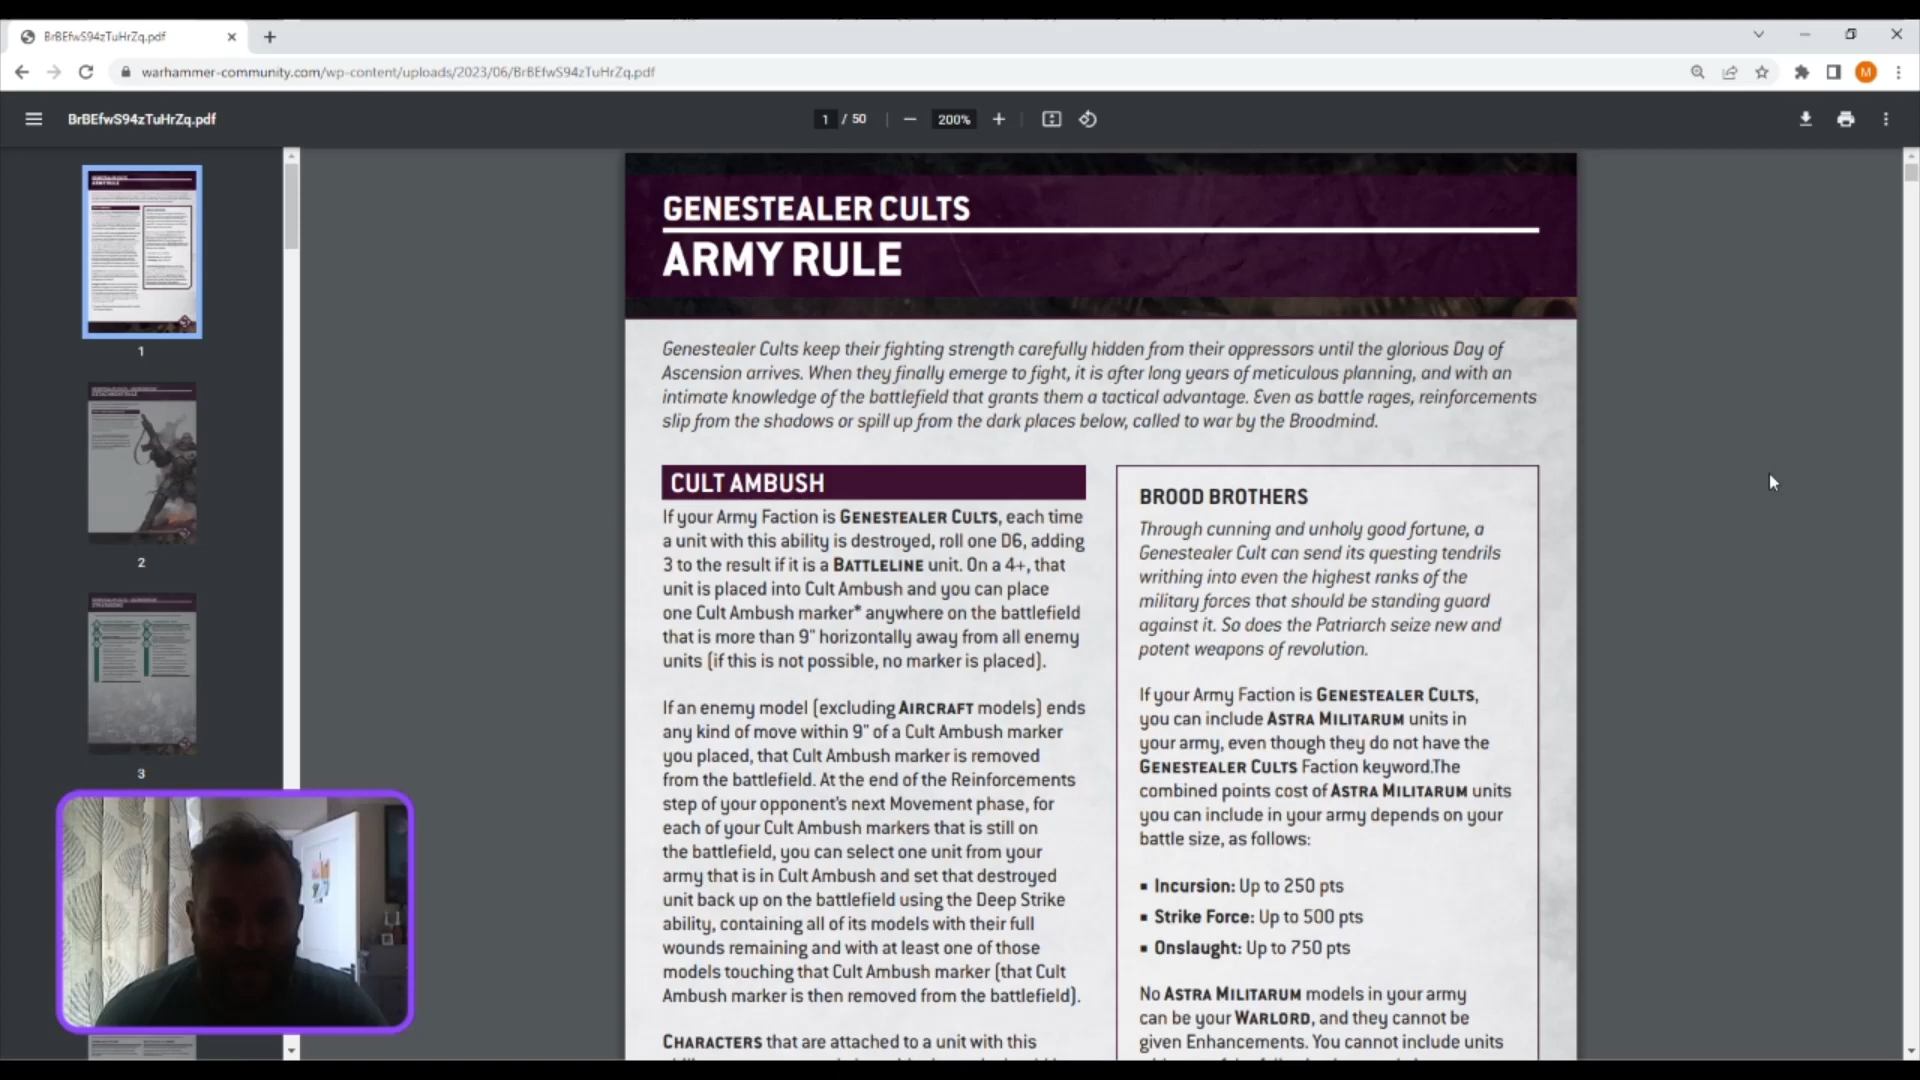 BrBEfwS94zTuHrZq.pdf
warhammer-community.com/wp-content/uploads/2023/06/BrBEfwS94zTuHrZq.pdf
M
BrBEfwS94zTuHrZq.pdf
1 / 50
200%
1
2
3
GENESTEALER CULTS
ARMY RULE
Genestealer Cults keep their fighting strength carefully hidden from their oppressors until the glorious Day of
Ascension arrives. When they finally emerge to fight, it is after long years of meticulous planning, and with an
intimate knowledge of the battlefield that grants them a tactical advantage. Even as battle rages, reinforcements
slip from the shadows or spill up from the dark places below, called to war by the Broodmind.
CULT AMBUSH
If your Army Faction is GENESTEALER CULTS, each time
a unit with this ability is destroyed, roll one D6, adding
3 to the result if it is a BATTLELINE unit. On a 4+, that
unit is placed into Cult Ambush and you can place
one Cult Ambush marker* anywhere on the battlefield
that is more than 9" horizontally away from all enemy
units (if this is not possible, no marker is placed).
If an enemy model (excluding AIRCRAFT models) ends
any kind of move within 9" of a Cult Ambush marker
you placed, that Cult Ambush marker is removed
from the battlefield. At the end of the Reinforcements
step of your opponent's next Movement phase, for
each of your Cult Ambush markers that is still on
the battlefield, you can select one unit from your
army that is in Cult Ambush and set that destroyed
unit back up on the battlefield using the Deep Strike
ability, containing all of its models with their full
wounds remaining and with at least one of those
models touching that Cult Ambush marker (that Cult
Ambush marker is then removed from the battlefield).
CHARACTERS that are attached to a unit with this
BROOD BROTHERS
Through cunning and unholy good fortune, a
Genestealer Cult can send its questing tendrils
writhing into even the highest ranks of the
military forces that should be standing guard
against it. So does the Patriarch seize new and
potent weapons of revolution.
If your Army Faction is GENESTEALER CULTS,
you can include ASTRA MILITARUM units in
your army, even though they do not have the
GENESTEALER CULTS Faction keyword.The
combined points cost of ASTRA MILITARUM units
you can include in your army depends on your
battle size, as follows:
▪ Incursion: Up to 250 pts
▪ Strike Force: Up to 500 pts
▪ Onslaught: Up to 750 pts
No ASTRA MILITARUM models in your army
can be your WARLORD, and they cannot be
given Enhancements. You cannot include units